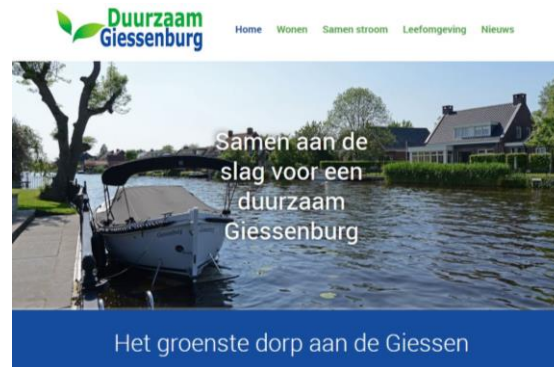 Duurzaam
Giessenburg
Home Wonen Samen stroom Leefomgeving Nieuws
Samen aan de
slag voor een
duurzaam
Giessenburg
Het groenste dorp aan de Giessen